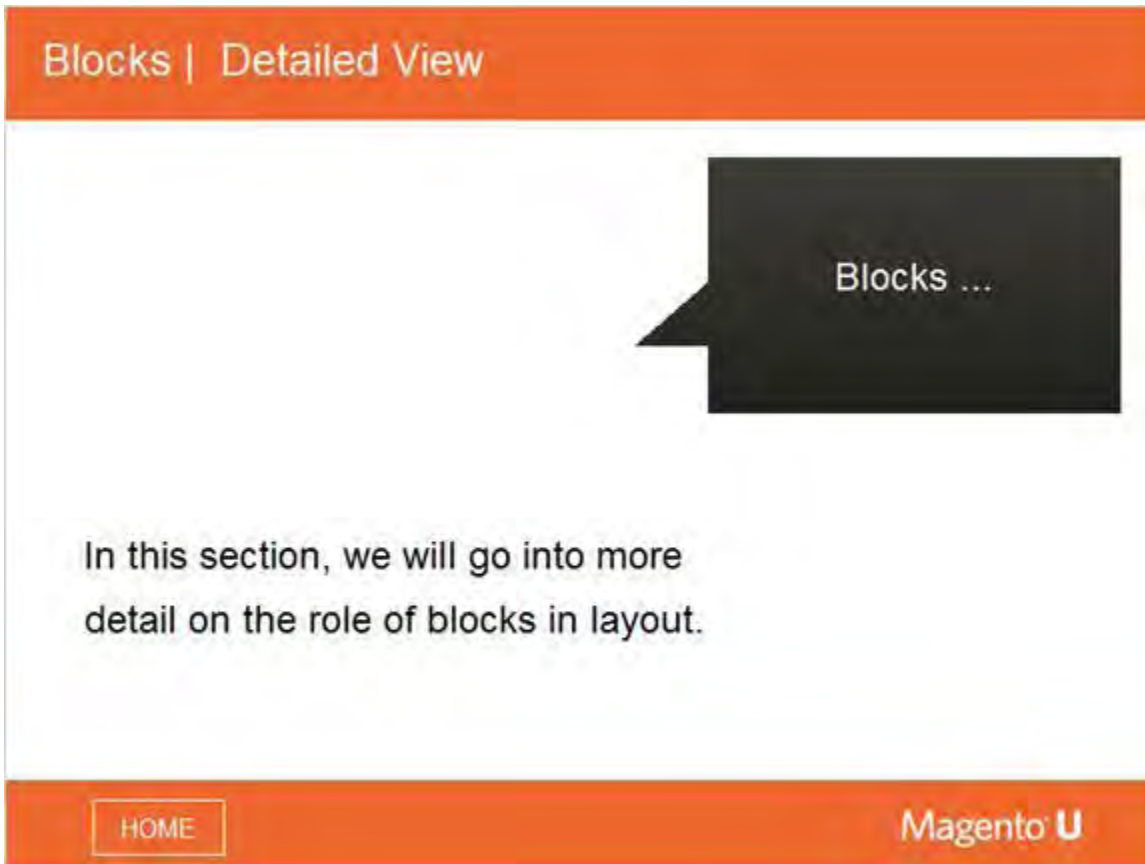 Blocks | Detailed View
Blocks ...
In this section, we will go into more
detail on the role of blocks in layout.
HOME
Magento U